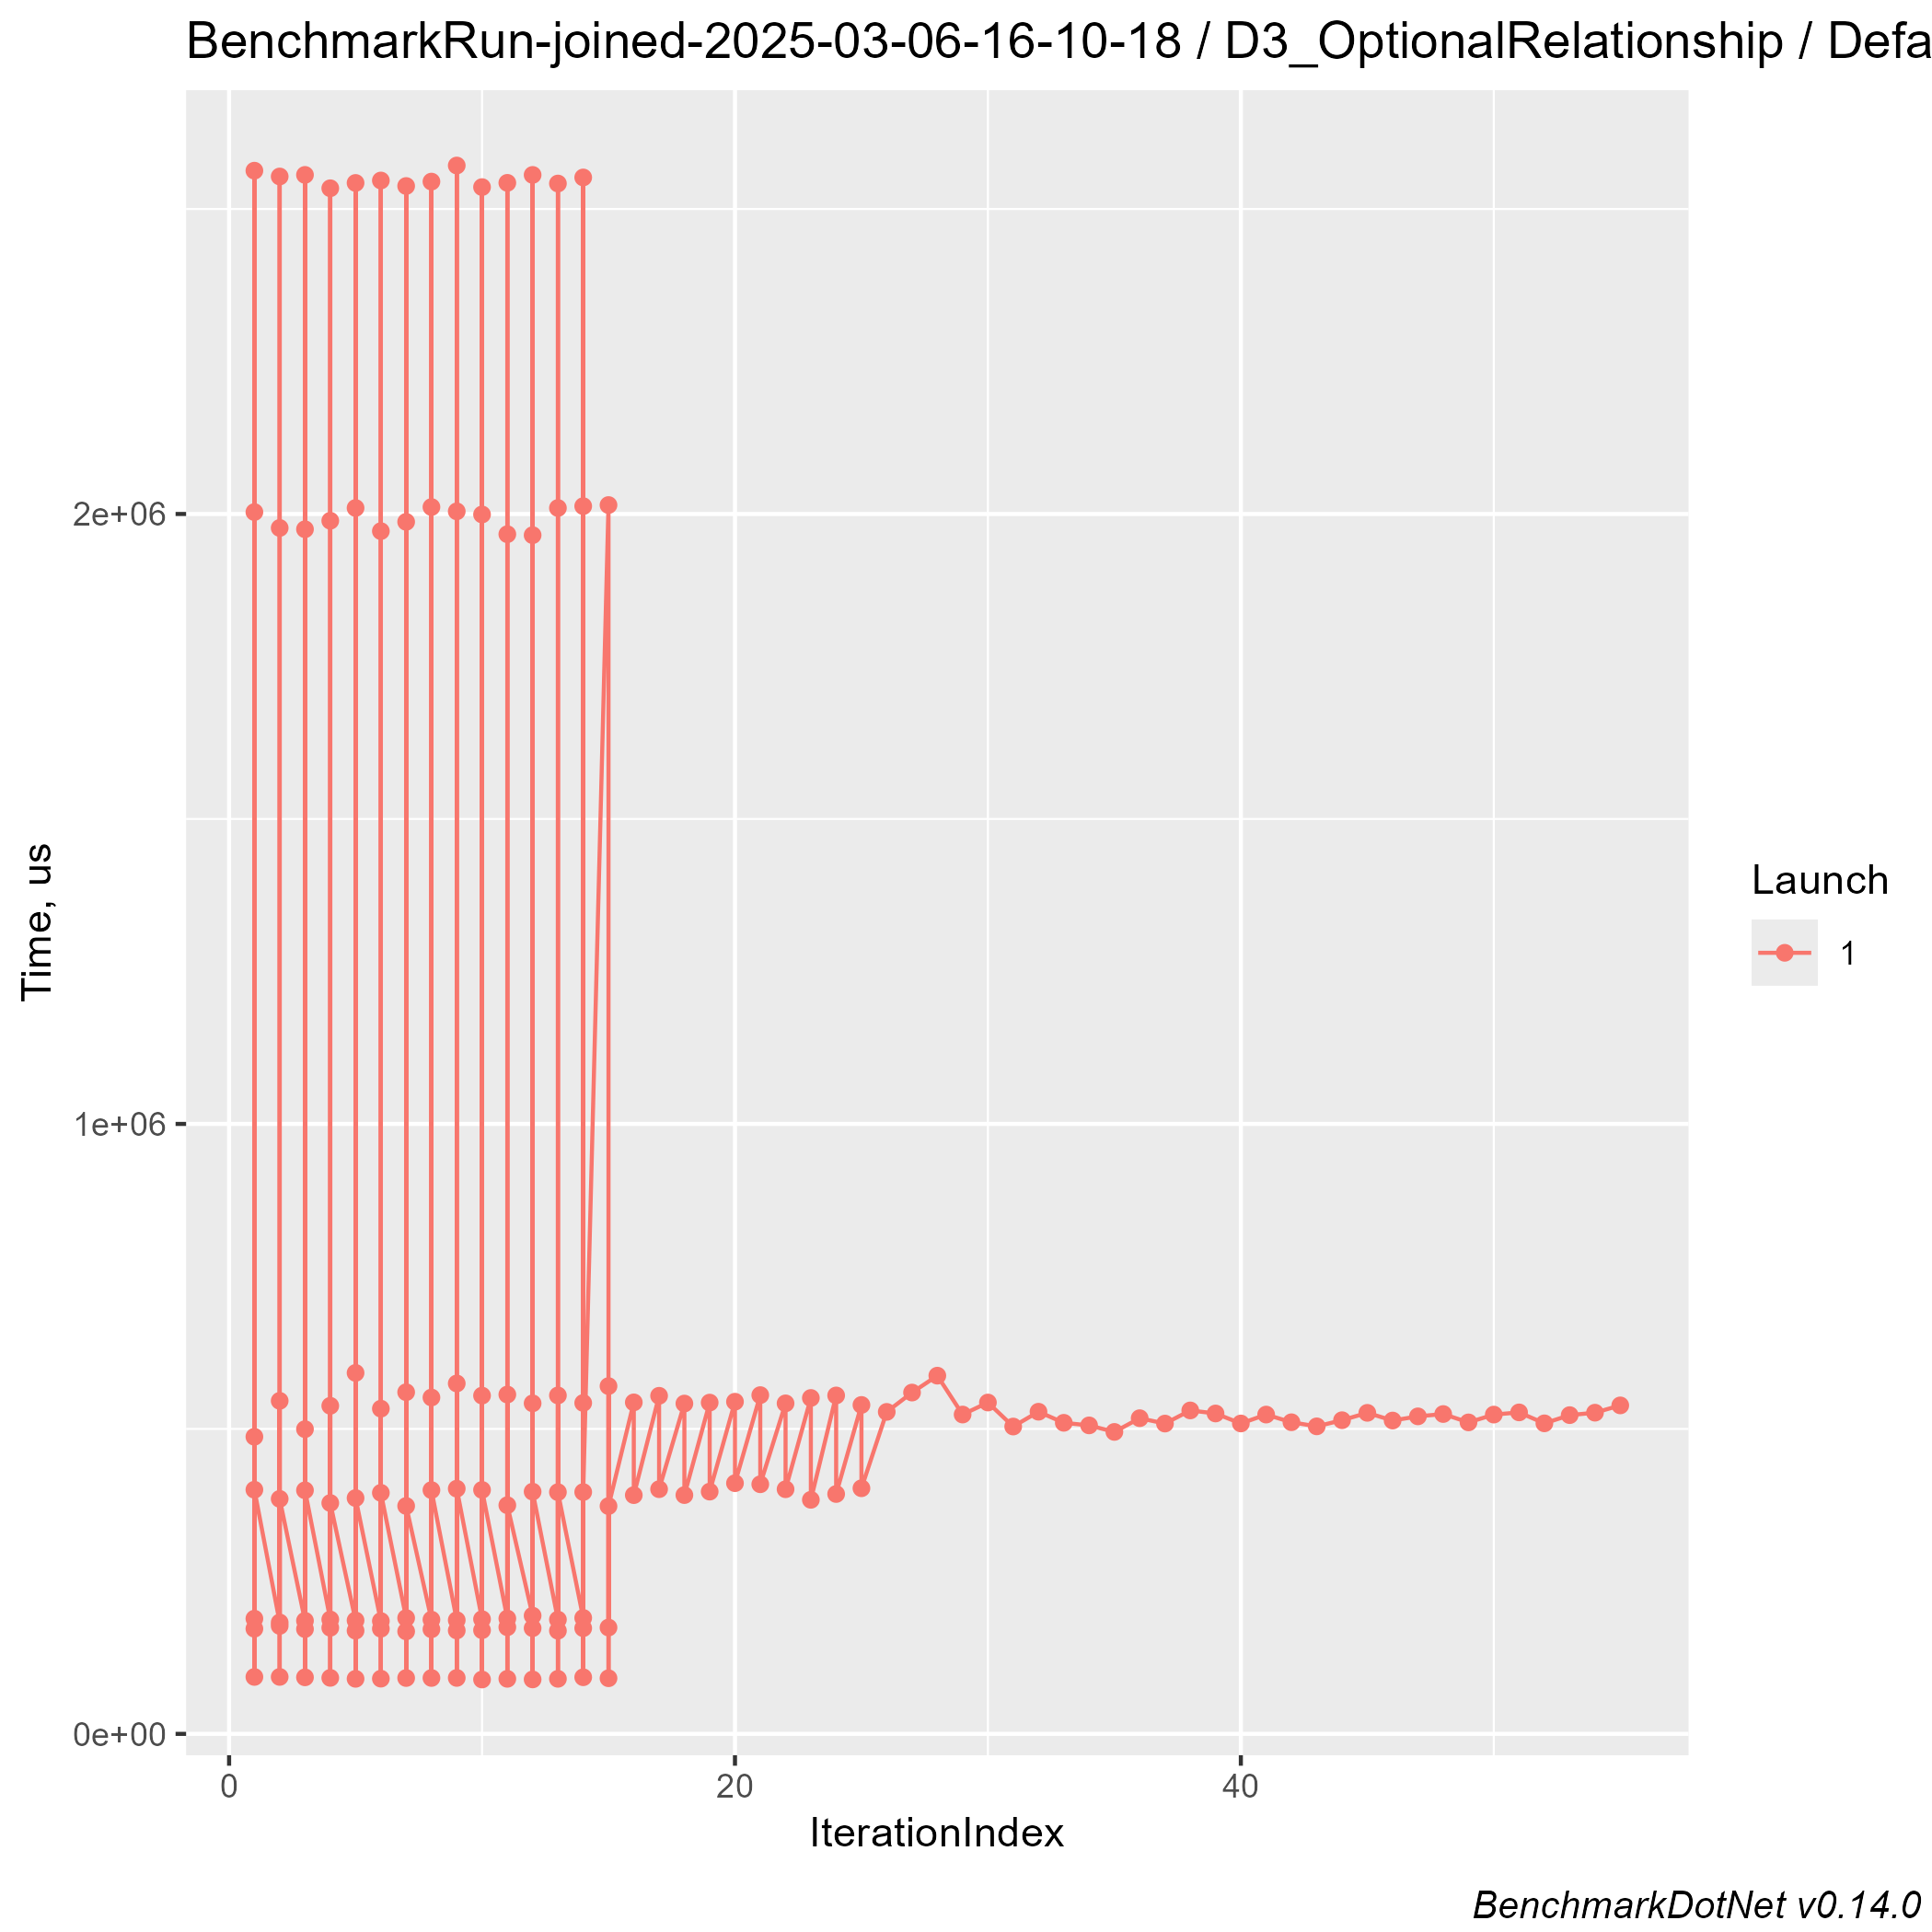 BenchmarkRun-joined-2025-03-06-16-10-18 / D3_OptionalRelationship / Defa
Time, us
2e+06
1e+06
0e+00
0
20
40
IterationIndex
Launch
1
BenchmarkDotNet v0.14.0